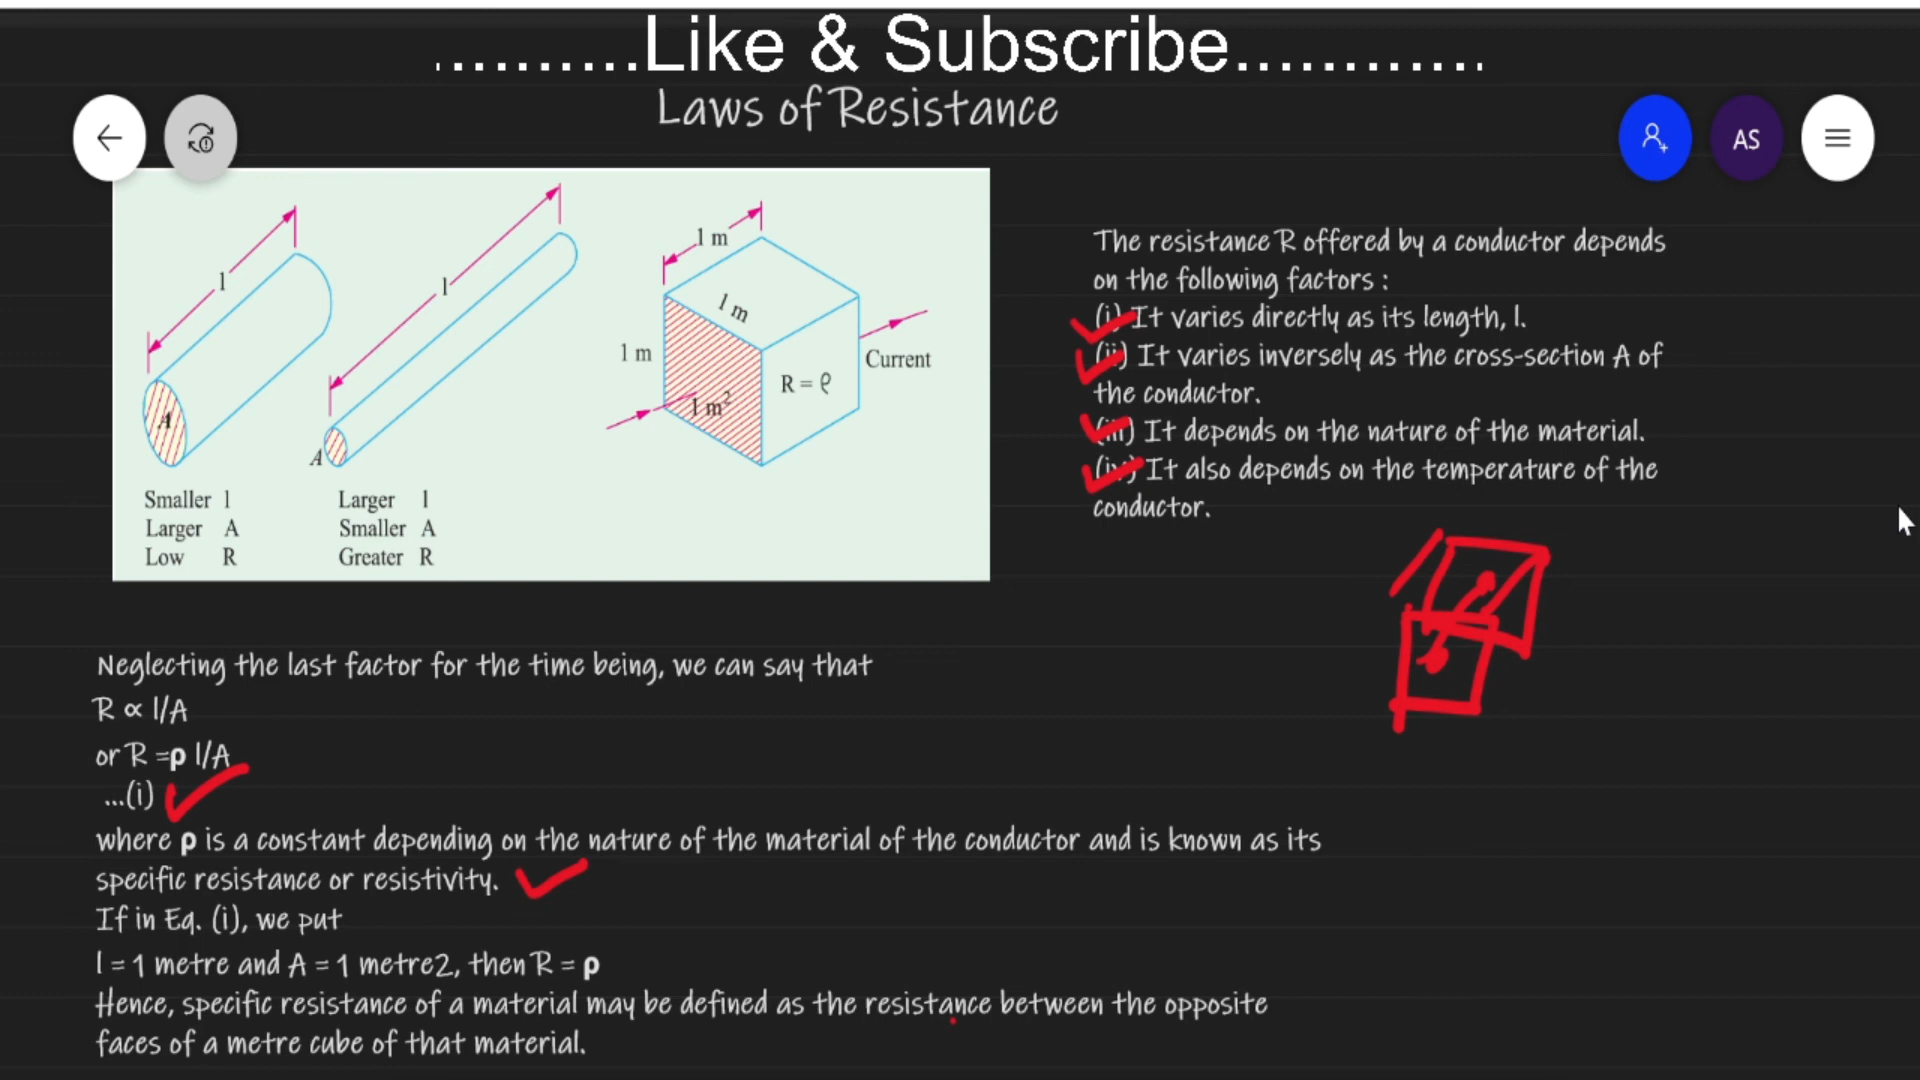 ..........Like & Subscribe............
Laws of Resistance
AS
l
l
1 m
1 m
1 m
1 m²
R = ρ
Current
A
A
Smaller l
Larger A
Low R
Larger l
Smaller A
Greater R
The resistance R offered by a conductor depends
on the following factors :
(i) It varies directly as its length, l.
(ii) It varies inversely as the cross-section A of
the conductor.
(iii) It depends on the nature of the material.
(iv) It also depends on the temperature of the
conductor.
Neglecting the last factor for the time being, we can say that
R ∝ l/A
or R =ρ l/A
...(i)
where ρ is a constant depending on the nature of the material of the conductor and is known as its
specific resistance or resistivity.
If in Eq. (i), we put
l = 1 metre and A = 1 metre2, then R = ρ
Hence, specific resistance of a material may be defined as the resistance between the opposite
faces of a metre cube of that material.